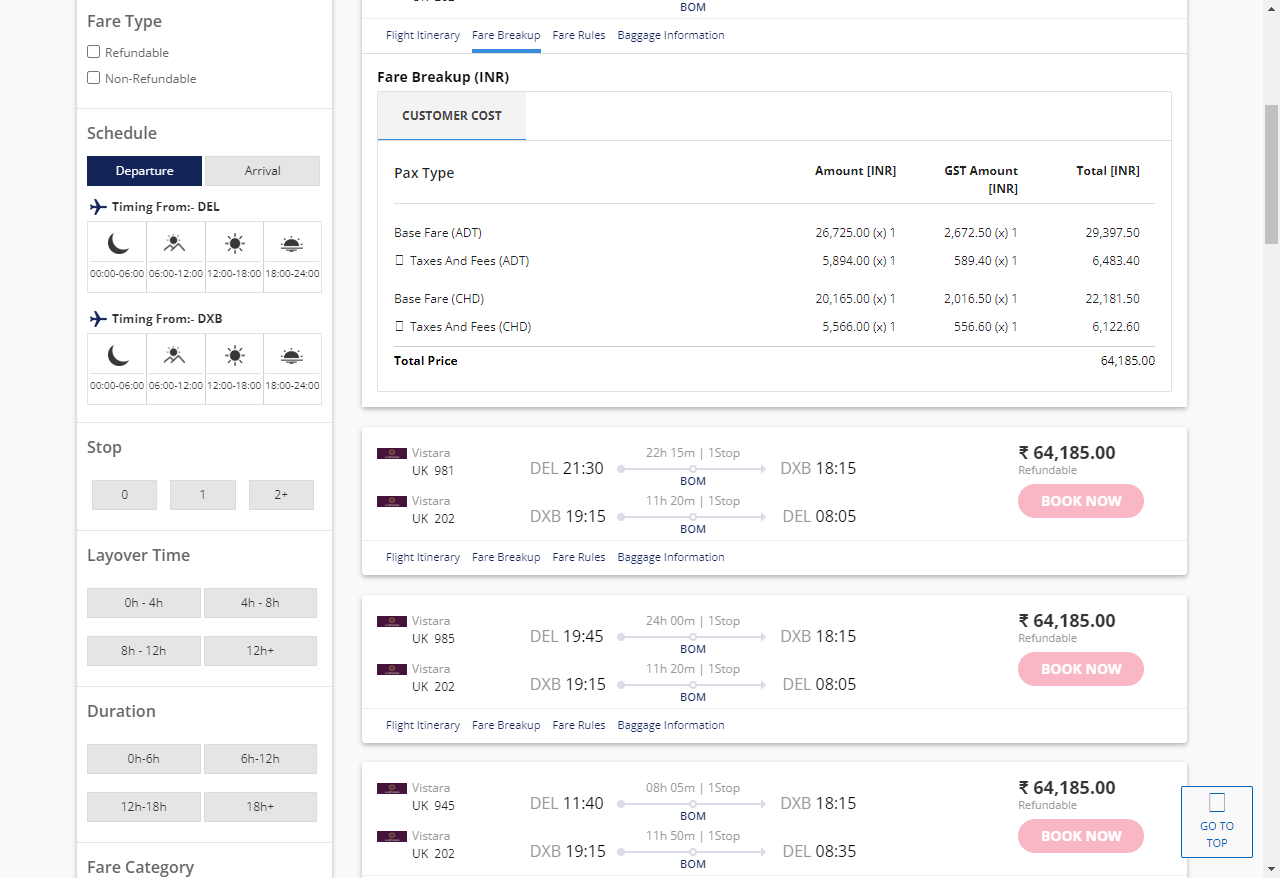 Fare Type
Refundable
Non-Refundable
Schedule
Departure Arrival
Timing From:- DEL
00:00-06:00 06:00-12:00 12:00-18:00 18:00-24:00
Timing From:- DXB
00:00-06:00 06:00-12:00 12:00-18:00 18:00-24:00
Stop
0 1 2+
Layover Time
0h - 4h 4h - 8h
8h - 12h 12h+
Duration
0h-6h 6h-12h
12h-18h 18h+
Fare Category
BOM
Flight Itinerary Fare Breakup Fare Rules Baggage Information
Fare Breakup (INR)
CUSTOMER COST
Pax Type Amount [INR] GST Amount [INR] Total [INR]
Base Fare (ADT) 26,725.00 (x) 1 2,672.50 (x) 1 29,397.50
Taxes And Fees (ADT) 5,894.00 (x) 1 589.40 (x) 1 6,483.40
Base Fare (CHD) 20,165.00 (x) 1 2,016.50 (x) 1 22,181.50
Taxes And Fees (CHD) 5,566.00 (x) 1 556.60 (x) 1 6,122.60
Total Price 64,185.00
Vistara 22h 15m | 1Stop ₹ 64,185.00
UK 981 DEL 21:30 DXB 18:15 Refundable
BOM
Vistara 11h 20m | 1Stop BOOK NOW
UK 202 DXB 19:15 DEL 08:05
BOM
Flight Itinerary Fare Breakup Fare Rules Baggage Information
Vistara 24h 00m | 1Stop ₹ 64,185.00
UK 985 DEL 19:45 DXB 18:15 Refundable
BOM
Vistara 11h 20m | 1Stop BOOK NOW
UK 202 DXB 19:15 DEL 08:05
BOM
Flight Itinerary Fare Breakup Fare Rules Baggage Information
Vistara 08h 05m | 1Stop ₹ 64,185.00
UK 945 DEL 11:40 DXB 18:15 Refundable
BOM
Vistara 11h 50m | 1Stop BOOK NOW
UK 202 DXB 19:15 DEL 08:35
BOM
GO TO
TOP